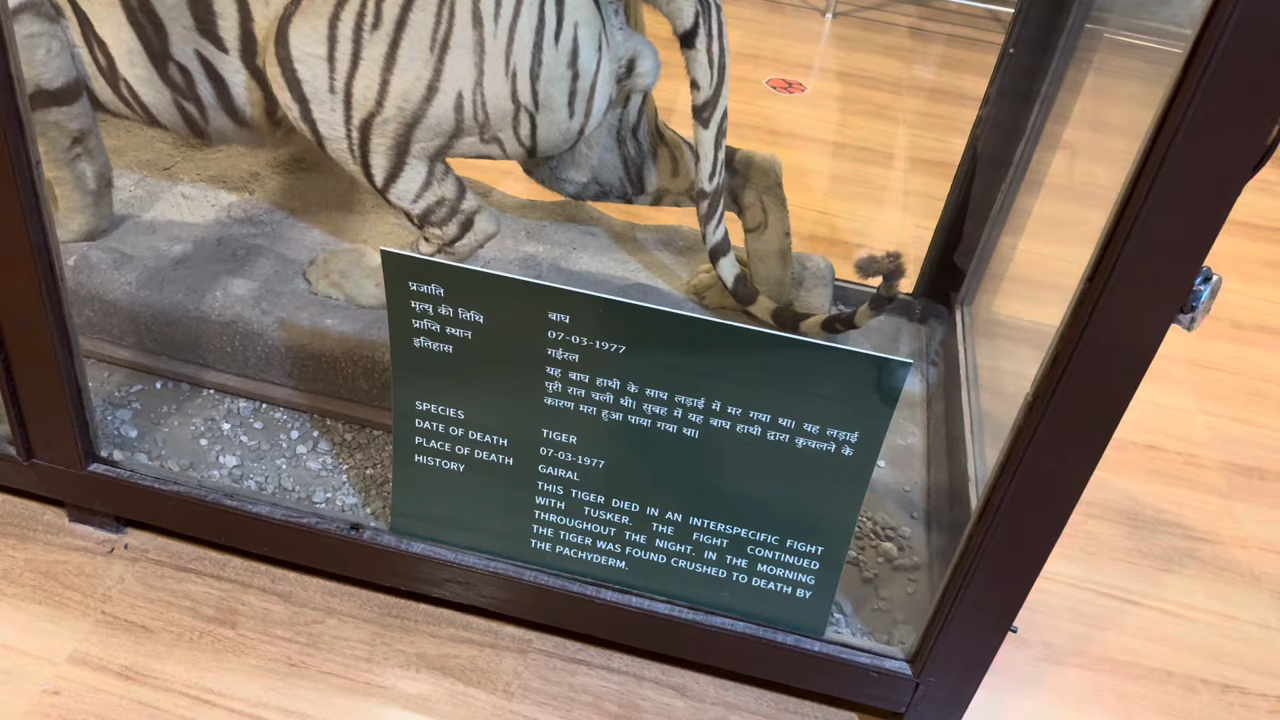 प्रजाति बाघ
मृत्यु की तिथि 07-03-1977
प्राप्ति स्थान गईरल
इतिहास यह बाघ हाथी के साथ लड़ाई में मर गया था। यह लड़ाई
पुरी रात चली थी। सुबह में यह बाघ हाथी द्वारा कुचलने के
कारण मरा हुआ पाया गया था।
SPECIES TIGER
DATE OF DEATH 07-03-1977
PLACE OF DEATH GAIRAL
HISTORY THIS TIGER DIED IN AN INTERSPECIFIC FIGHT
WITH TUSKER. THE FIGHT CONTINUED
THROUGHOUT THE NIGHT. IN THE MORNING
THE TIGER WAS FOUND CRUSHED TO DEATH BY
THE PACHYDERM.